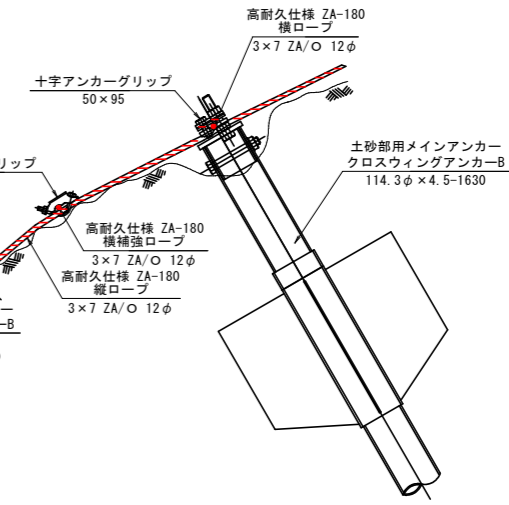 高耐久仕様 ZA-180
横ロープ
3×7 ZA/O 12φ
十字アンカーグリップ
50×95
土砂部用メインアンカー
クロスウィングアンカーB
114.3φ×4.5-1630
リップ
高耐久仕様 ZA-180
横補強ロープ
3×7 ZA/O 12φ
高耐久仕様 ZA-180
縦ロープ
3×7 ZA/O 12φ
ー
ーB